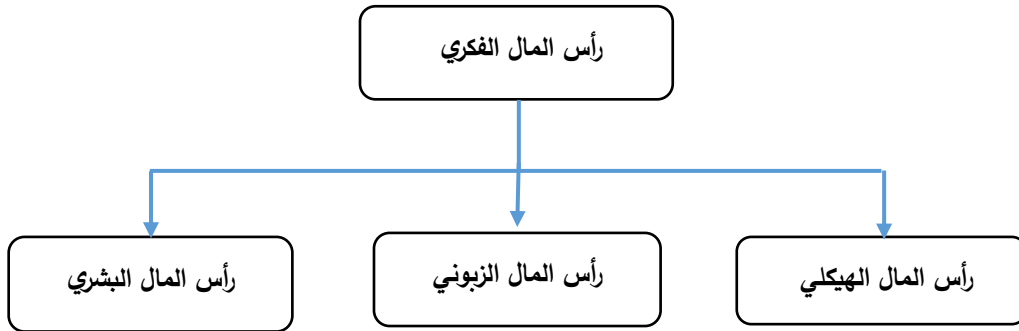 رأس المال الفكري
رأس المال الهيكلي
رأس المال الزبوني
رأس المال البشري